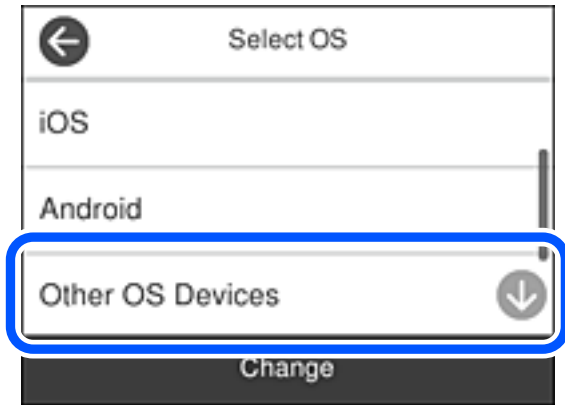 Select OS
iOS
Android
Other OS Devices
Change